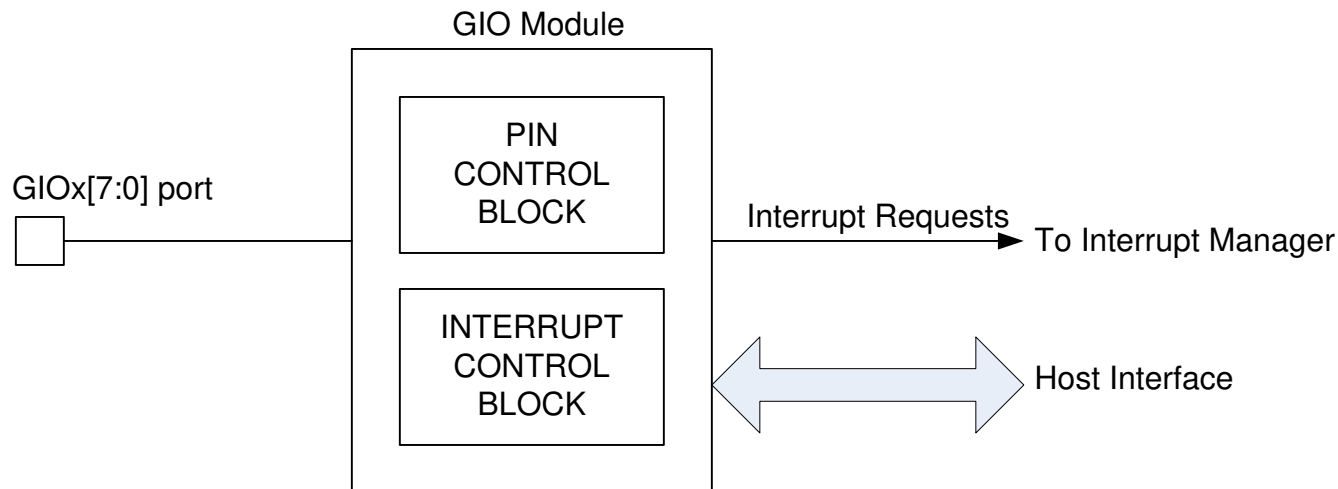 GIO Module
PIN
CONTROL
BLOCK
GIOx[7:0] port
Interrupt Requests
To Interrupt Manager
INTERRUPT
CONTROL
BLOCK
Host Interface